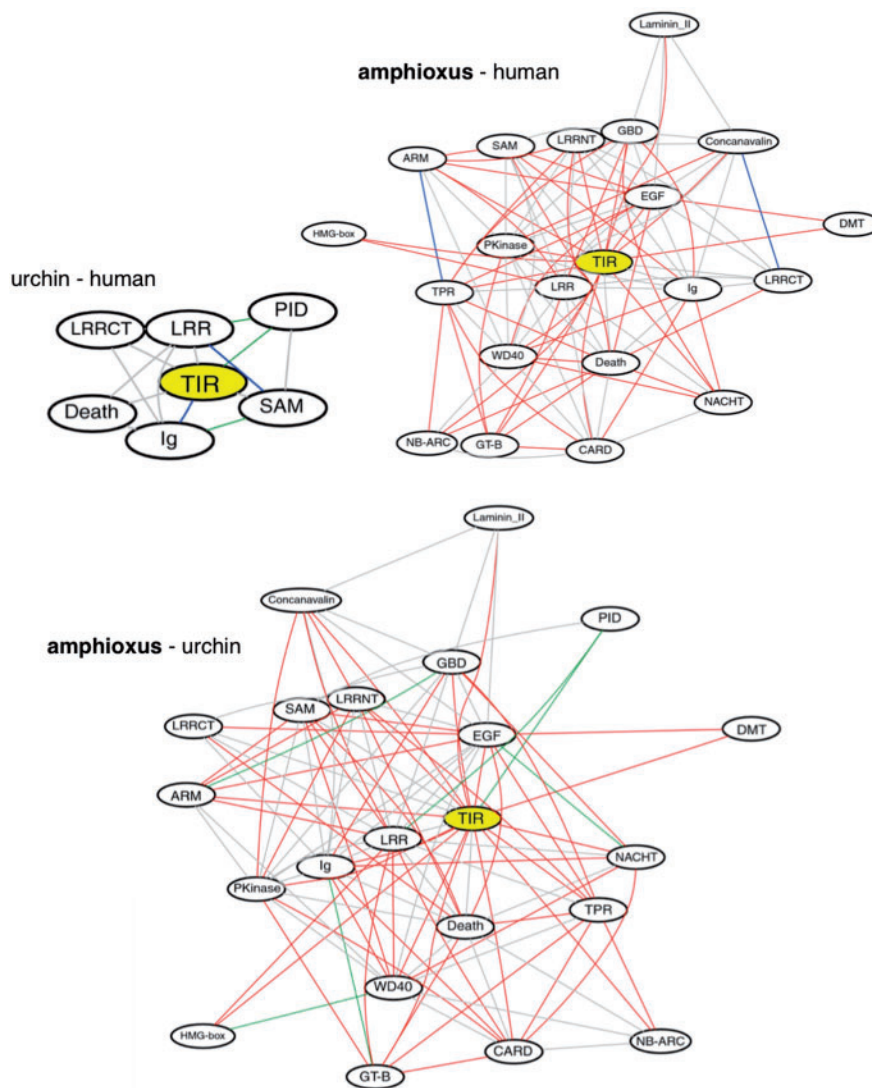 Laminin_II
amphioxus - human
GBD
LRRNT
SAM
Concanavalin
ARM
EGF
DMT
HMG-box
PKinase
TIR
urchin - human
LRRCT
TPR
LRR
Ig
PID
LRRCT
LRR
WD40
Death
TIR
NACHT
Death
SAM
Ig
NB-ARC
GT-B
CARD
Laminin_II
Concanavalin
PID
amphioxus - urchin
GBD
LRRNT
SAM
LRRCT
EGF
DMT
ARM
TIR
LRR
NACHT
Ig
PKinase
TPR
Death
WD40
HMG-box
NB-ARC
CARD
GT-B